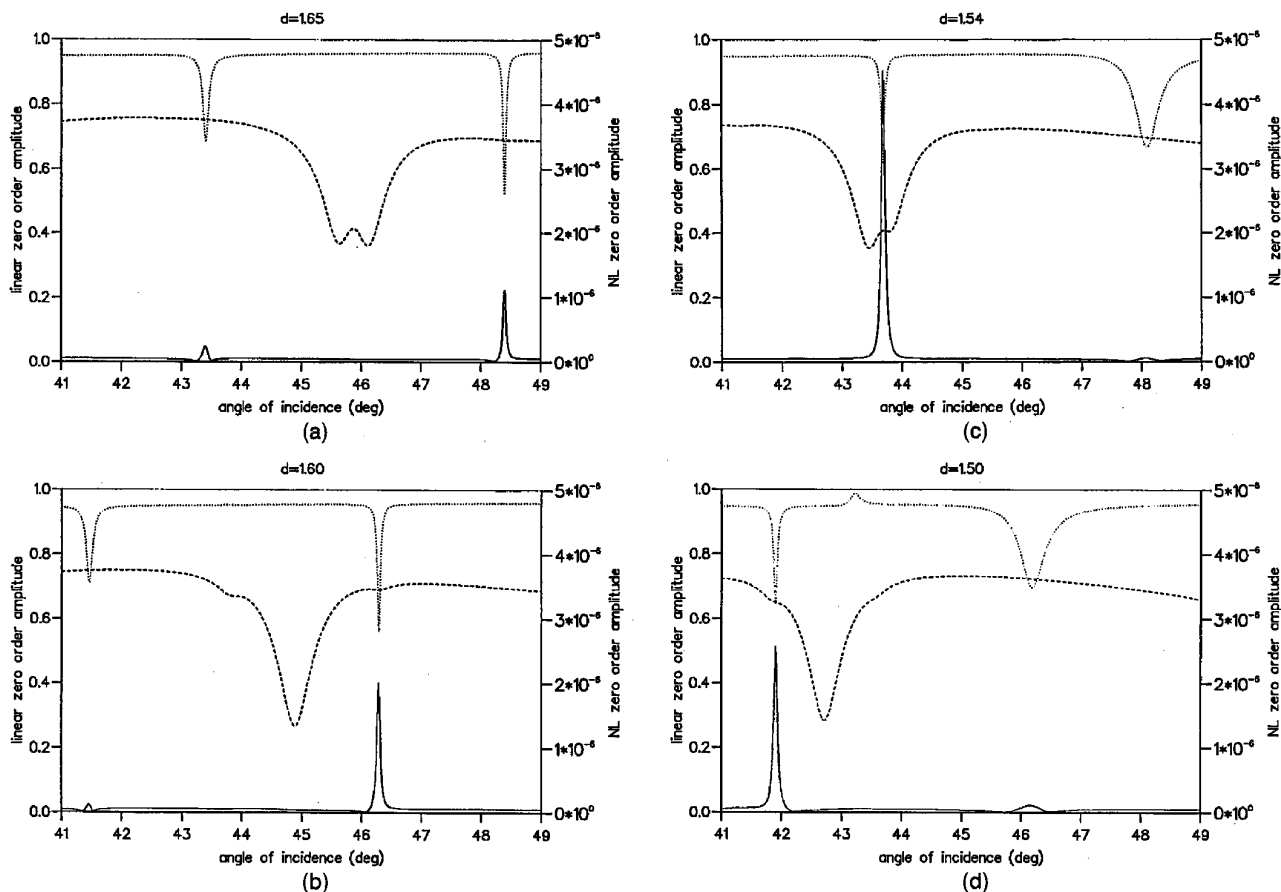 d=1.65
linear zero order amplitude
1.0
0.8
0.6
0.4
0.2
0.0
5*10⁻⁶
4*10⁻⁶
3*10⁻⁶
2*10⁻⁶
1*10⁻⁶
0*10⁰
NL zero order amplitude
41 42 43 44 45 46 47 48 49
angle of incidence (deg)
(a)
d=1.60
linear zero order amplitude
1.0
0.8
0.6
0.4
0.2
0.0
5*10⁻⁶
4*10⁻⁶
3*10⁻⁶
2*10⁻⁶
1*10⁻⁶
0*10⁰
NL zero order amplitude
41 42 43 44 45 46 47 48 49
angle of incidence (deg)
(b)
d=1.54
linear zero order amplitude
1.0
0.8
0.6
0.4
0.2
0.0
5*10⁻⁶
4*10⁻⁶
3*10⁻⁶
2*10⁻⁶
1*10⁻⁶
0*10⁰
NL zero order amplitude
41 42 43 44 45 46 47 48 49
angle of incidence (deg)
(c)
d=1.50
linear zero order amplitude
1.0
0.8
0.6
0.4
0.2
0.0
5*10⁻⁶
4*10⁻⁶
3*10⁻⁶
2*10⁻⁶
1*10⁻⁶
0*10⁰
NL zero order amplitude
41 42 43 44 45 46 47 48 49
angle of incidence (deg)
(d)